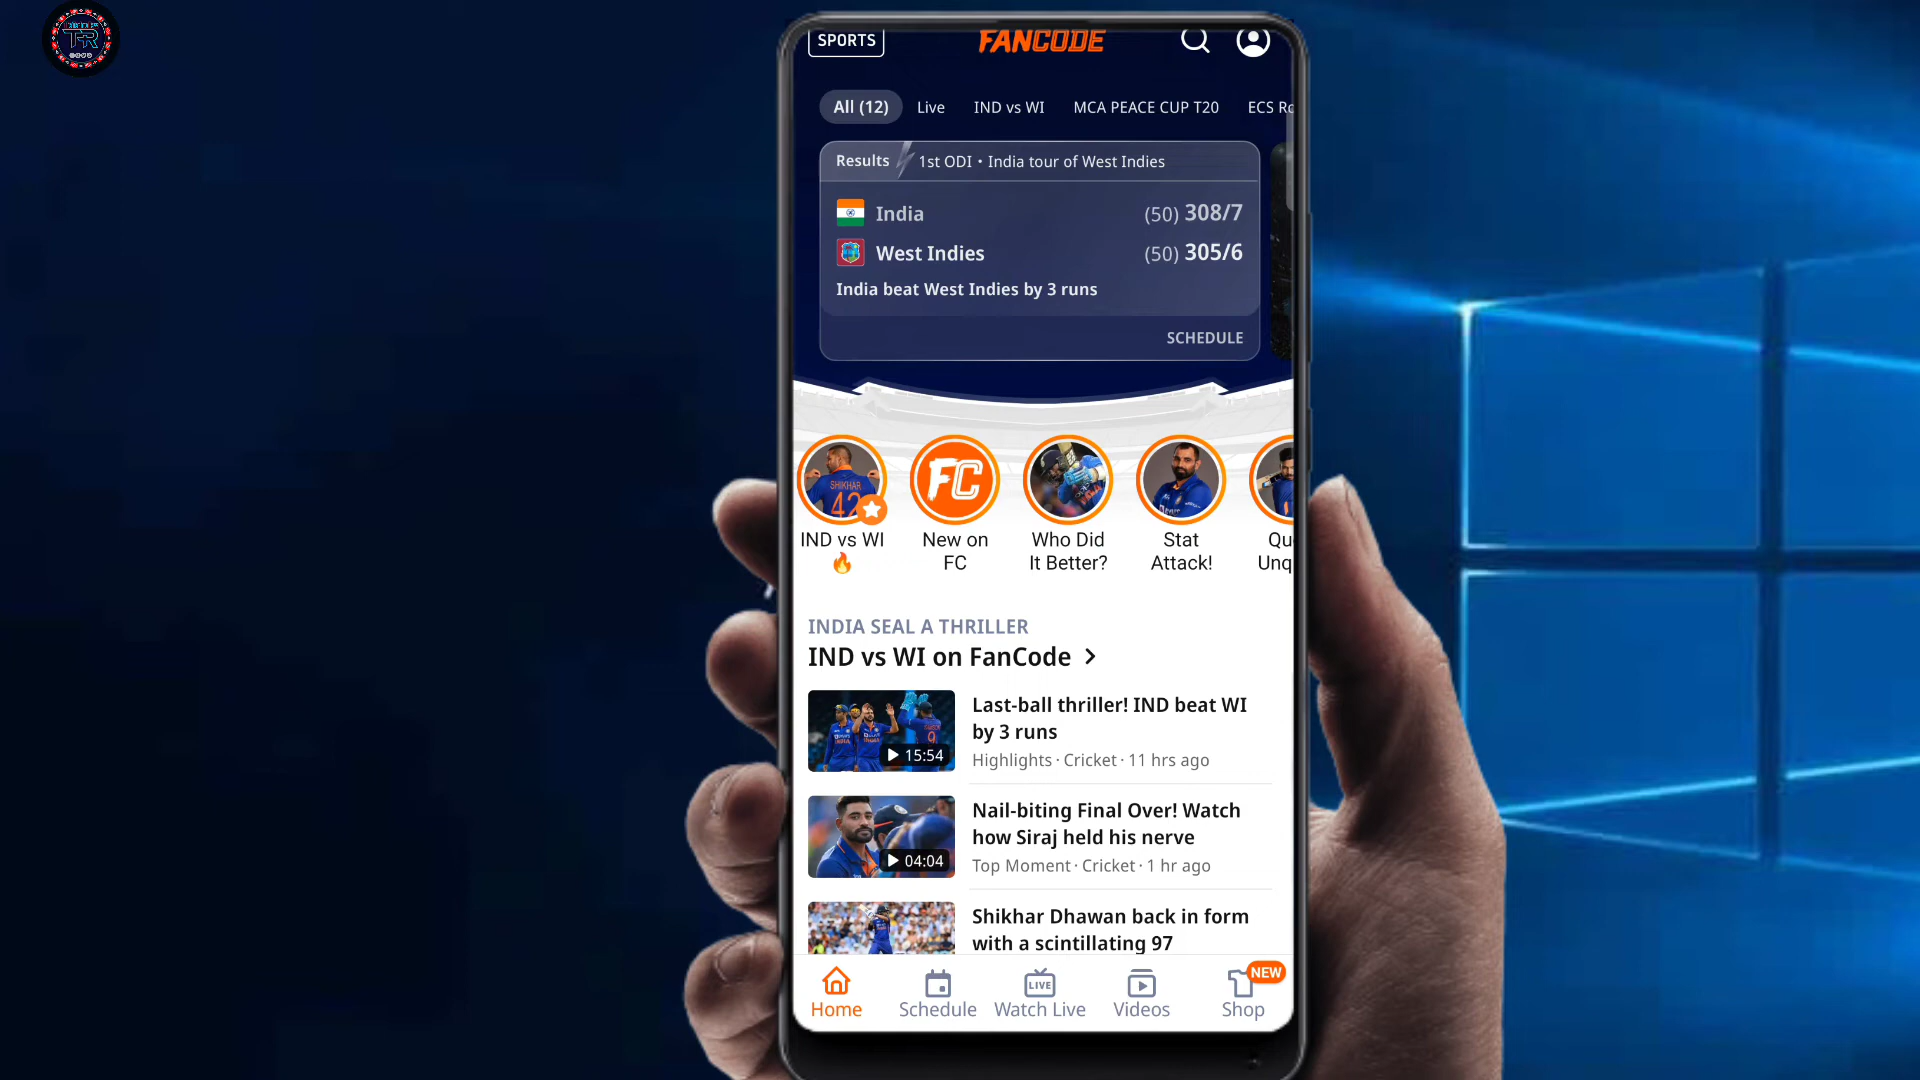 TR
SPORTS
FANCODE
All (12)
Live
IND vs WI
MCA PEACE CUP T20
ECS
Results
1st ODI • India tour of West Indies
India
(50) 308/7
West Indies
(50) 305/6
India beat West Indies by 3 runs
SCHEDULE
SHIKHAR
42
FC
IND vs WI
🔥
New on
FC
Who Did
It Better?
Stat
Attack!
INDIA SEAL A THRILLER
IND vs WI on FanCode >
15:54
Last-ball thriller! IND beat WI
by 3 runs
Highlights · Cricket · 11 hrs ago
04:04
Nail-biting Final Over! Watch
how Siraj held his nerve
Top Moment · Cricket · 1 hr ago
Shikhar Dhawan back in form
with a scintillating 97
Home
Schedule
LIVE
Watch Live
Videos
NEW
Shop